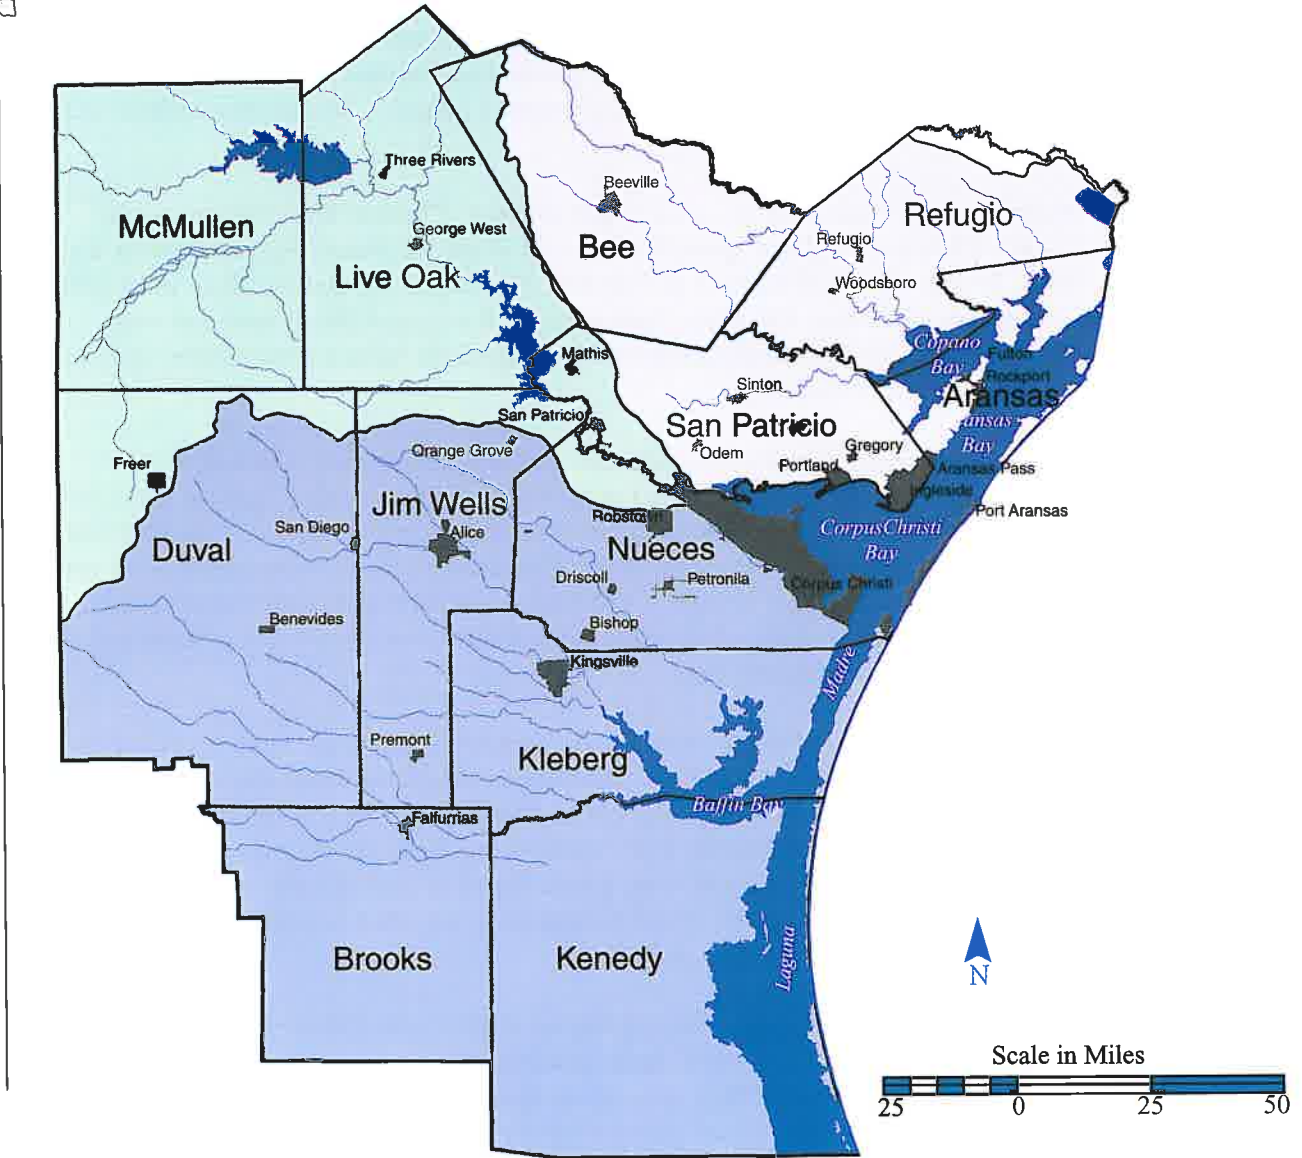 Three Rivers
Beeville
McMullen
George West
Refugio
Bee
Refugio
Live Oak
Woodsboro
Copano
Bay
Fulton
Mathis
Rockport
Sinton
Aransas
San Patricio
San Patricio
ansas
Bay
Orange Grove
Odem
Gregory
Freer
Portland
Aransas Pass
Ingleside
Jim Wells
Port Aransas
Robstown
San Diego
Alice
CorpusChristi
Bay
Duval
Nueces
Driscoll
Petronila
Corpus Christi
Benevides
Bishop
Kingsville
Madre
Premont
Kleberg
Baffin Bay
Falfurrias
Brooks
Kenedy
Laguna
N
Scale in Miles
25 0 25 50